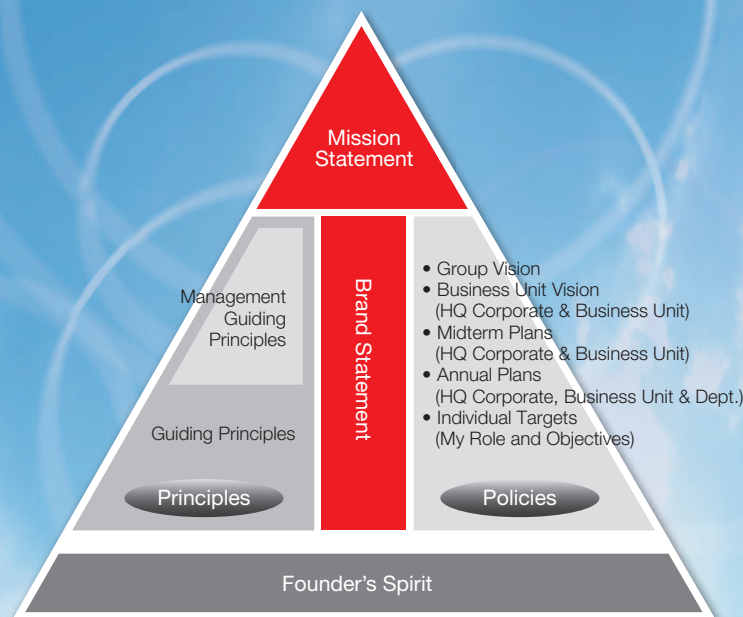 Mission
Statement
Management
Guiding
Principles
Guiding Principles
Principles
Brand Statement
• Group Vision
• Business Unit Vision
(HQ Corporate & Business Unit)
• Midterm Plans
(HQ Corporate & Business Unit)
• Annual Plans
(HQ Corporate, Business Unit & Dept.)
• Individual Targets
(My Role and Objectives)
Policies
Founder’s Spirit